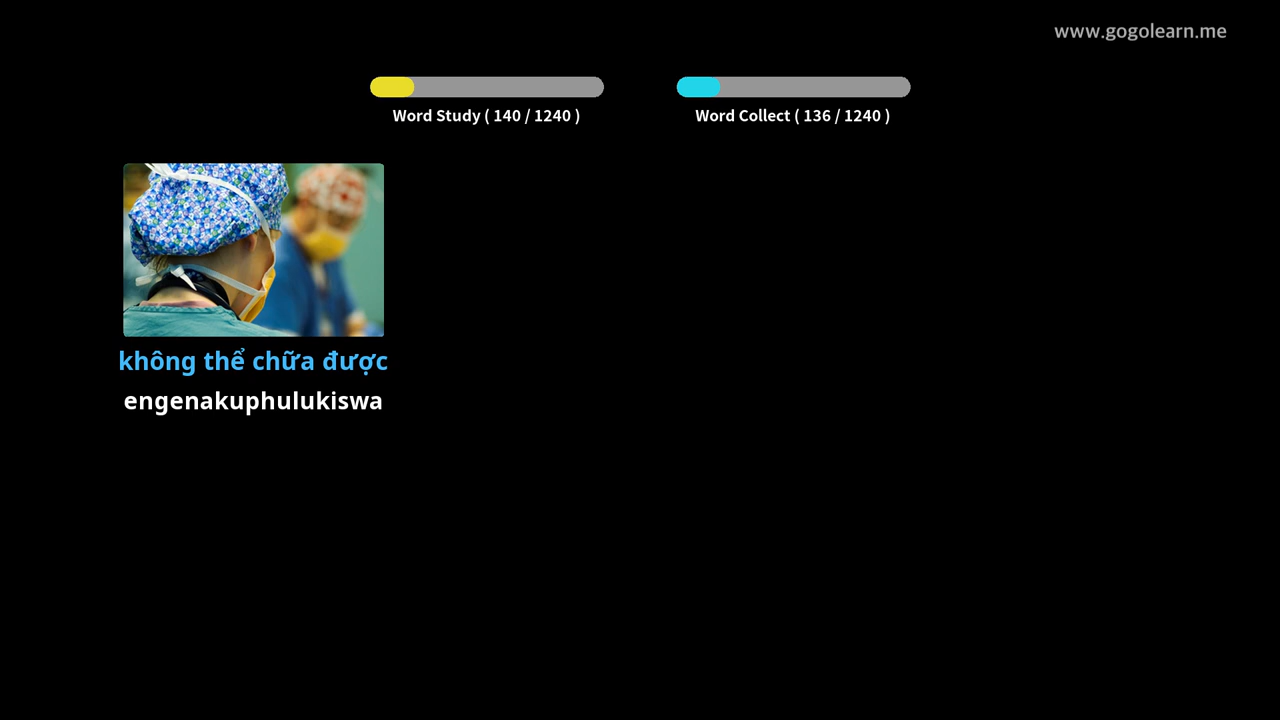 www.gogolearn.me
Word Study ( 140 / 1240 )
Word Collect ( 136 / 1240 )
không thể chữa được
engenakuphulukiswa